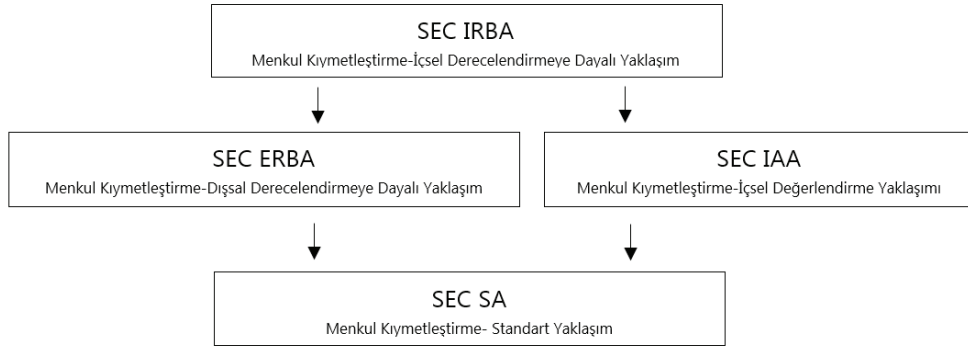 SEC IRBA
Menkul Kıymetleştirme-İçsel Derecelendirmeye Dayalı Yaklaşım
SEC ERBA
Menkul Kıymetleştirme-Dışsal Derecelendirmeye Dayalı Yaklaşım
SEC IAA
Menkul Kıymetleştirme-İçsel Değerlendirme Yaklaşımı
SEC SA
Menkul Kıymetleştirme- Standart Yaklaşım